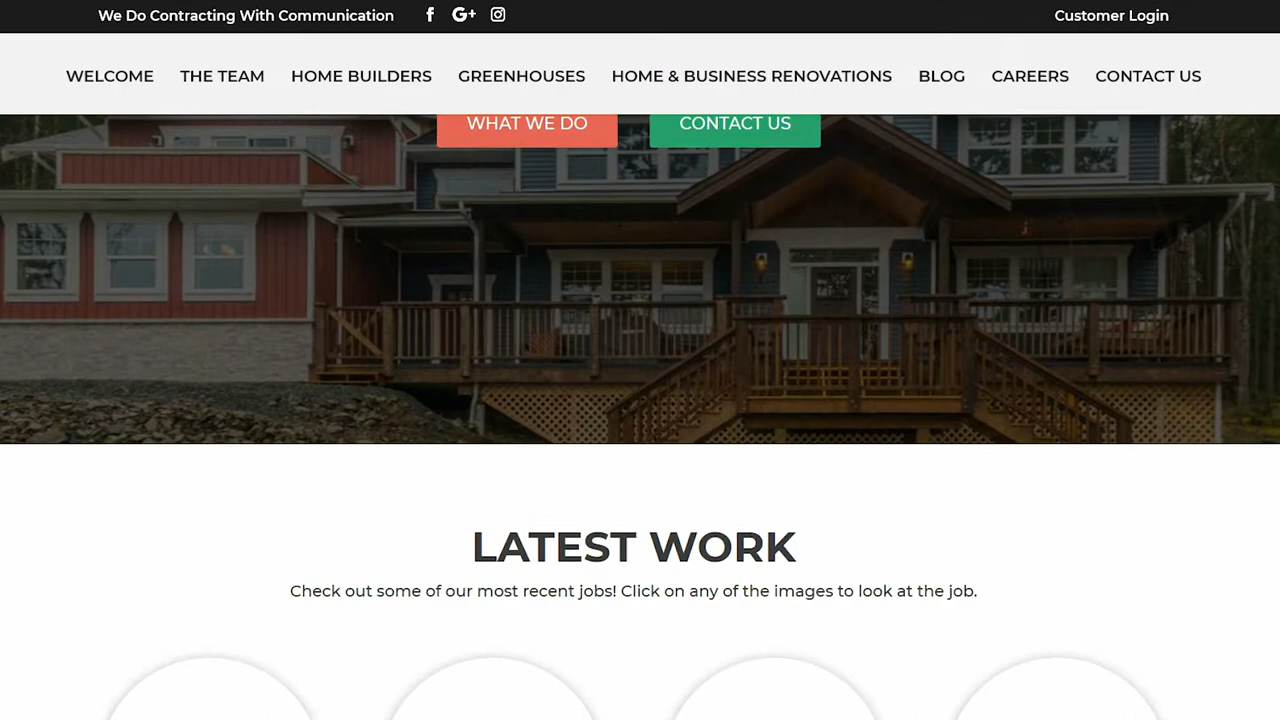 We Do Contracting With Communication
G+
Customer Login
WELCOME THE TEAM HOME BUILDERS GREENHOUSES HOME & BUSINESS RENOVATIONS BLOG CAREERS CONTACT US
WHAT WE DO CONTACT US
LATEST WORK
Check out some of our most recent jobs! Click on any of the images to look at the job.